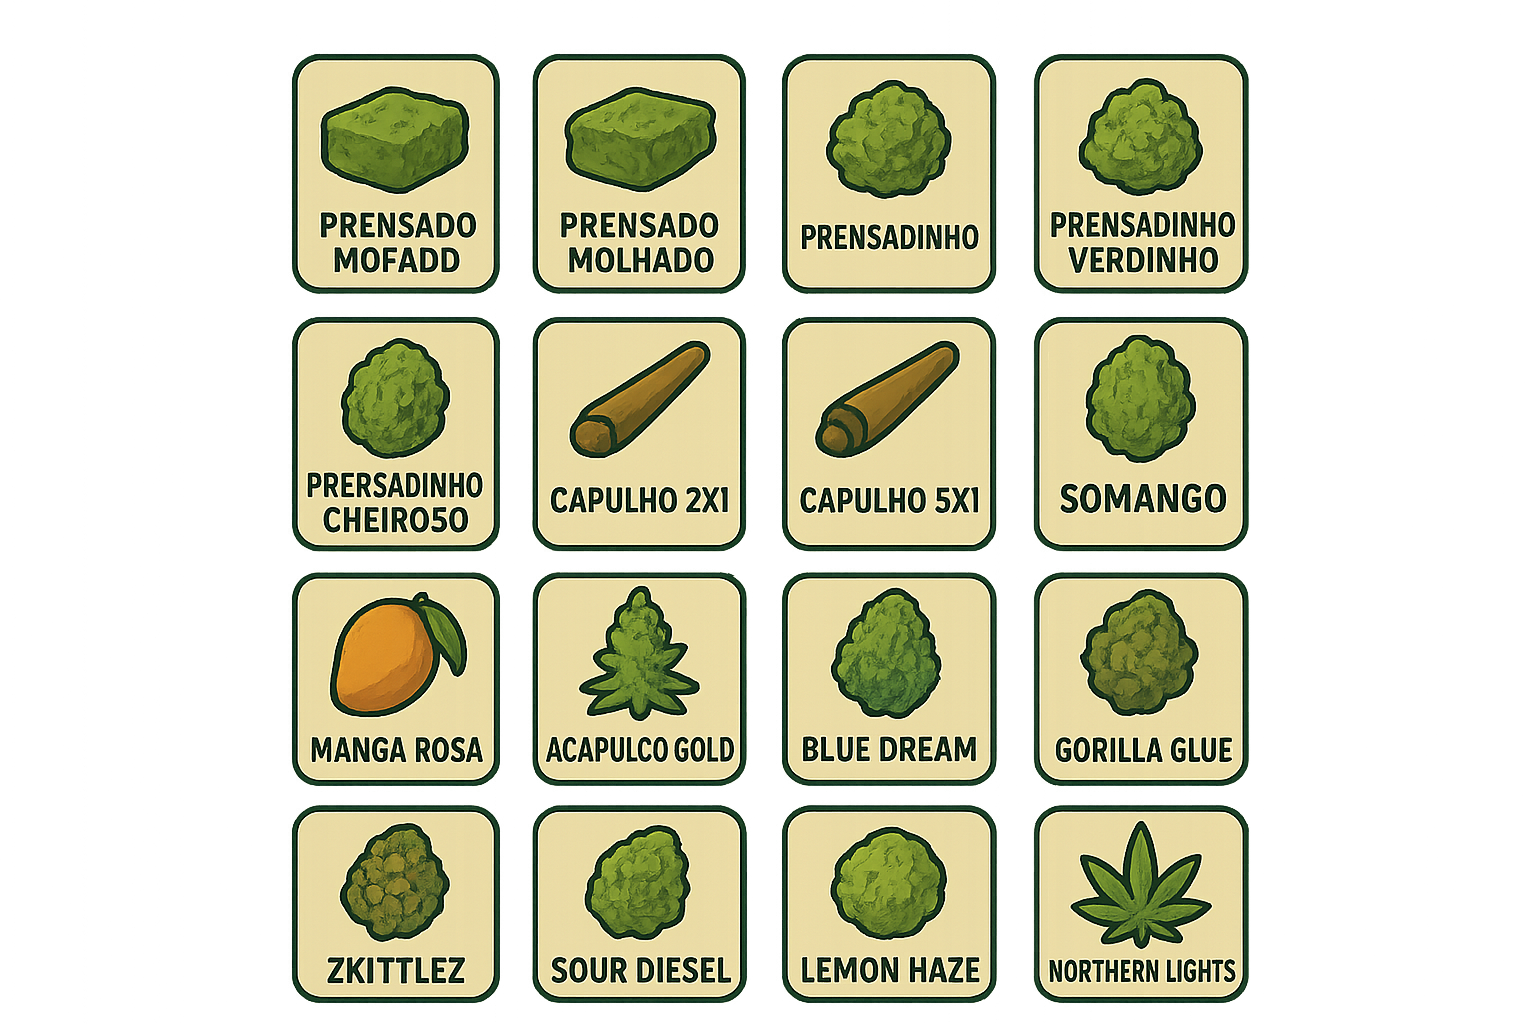 PRENSADO
MOFADD
PRENSADO
MOLHADO
PRENSADINHO
PRENSADINHO
VERDINHO
PRERSADINHO
CHEIRO5O
CAPULHO 2X1
CAPULHO 5X1
SOMANGO
MANGA ROSA
ACAPULCO GOLD
BLUE DREAM
GORILLA GLUE
ZKITTLEZ
SOUR DIESEL
LEMON HAZE
NORTHERN LIGHTS